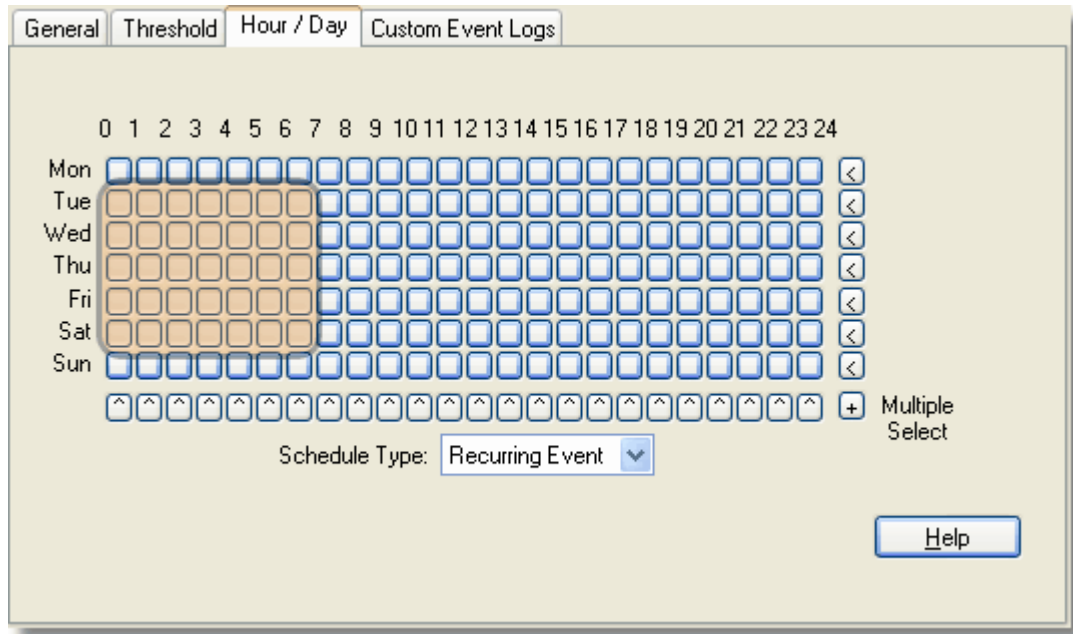 General Threshold Hour / Day Custom Event Logs
0 1 2 3 4 5 6 7 8 9 10 11 12 13 14 15 16 17 18 19 20 21 22 23 24
Mon <
Tue <
Wed <
Thu <
Fri <
Sat <
Sun <
^ ^ ^ ^ ^ ^ ^ ^ ^ ^ ^ ^ ^ ^ ^ ^ ^ ^ ^ ^ ^ ^ ^ ^ + Multiple
Select
Schedule Type: Recurring Event
Help